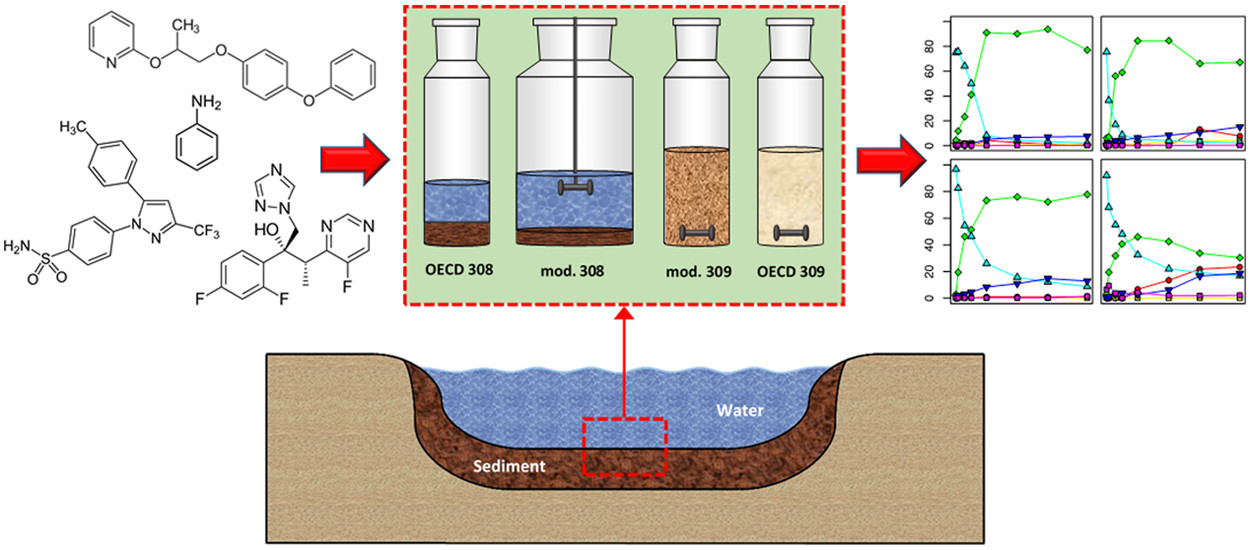 CH₃
N
O
O
O
NH₂
H₃C
N
N
CF₃
H₂N
S
O
O
N
N
N
HO
N
N
F
F
F
OECD 308
mod. 308
mod. 309
OECD 309
80
60
40
20
0
80
60
40
20
0
Water
Sediment